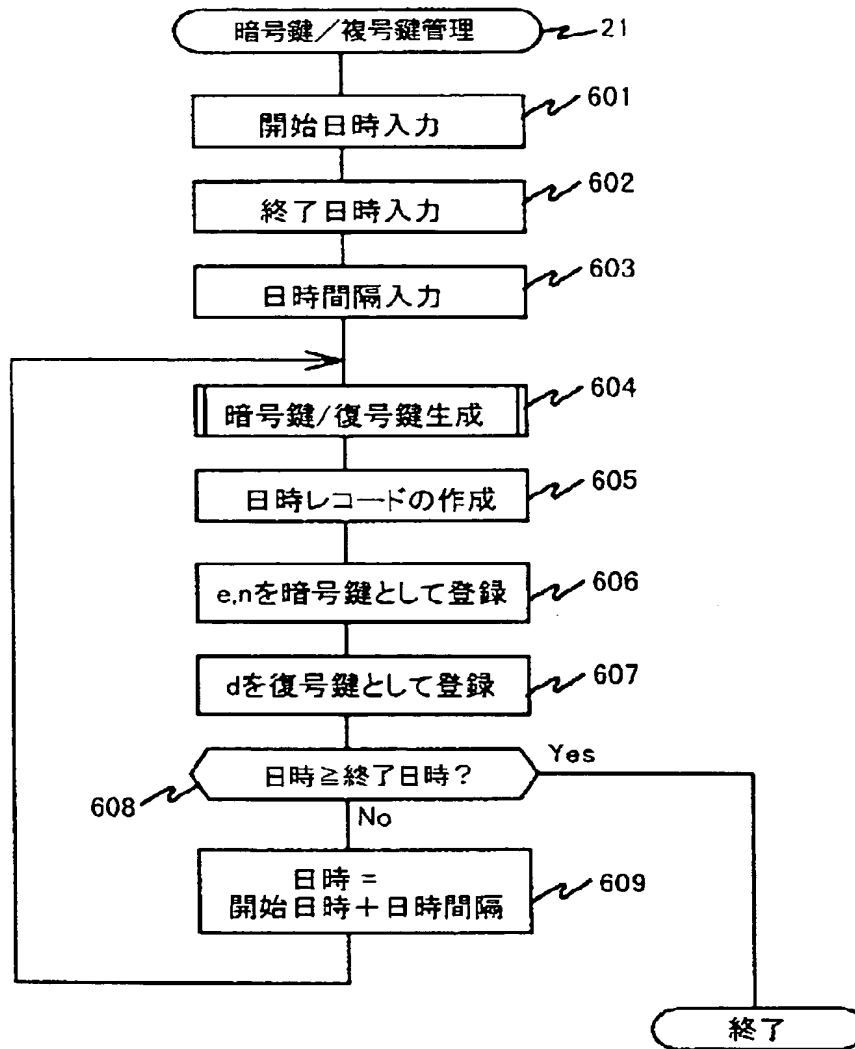 暗号鍵／複号鍵管理
21
開始日時入力
601
終了日時入力
602
日時間隔入力
603
暗号鍵/復号鍵生成
604
日時レコードの作成
605
e,nを暗号鍵として登録
606
dを復号鍵として登録
607
日時≧終了日時?
Yes
608
No
日時=
開始日時＋日時間隔
609
終了